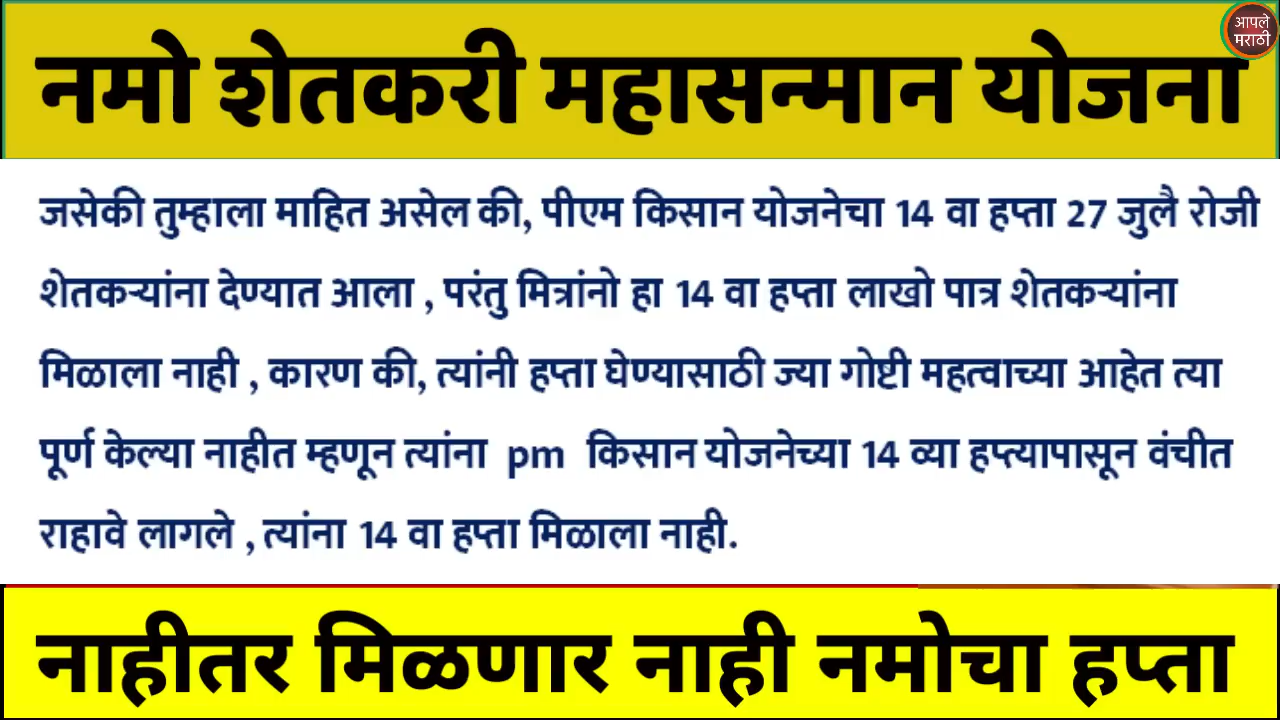 आपले
मराठी
नमो शेतकरी महासन्मान योजना
जसेकी तुम्हाला माहित असेल की, पीएम किसान योजनेचा 14 वा हप्ता 27 जुलै रोजी
शेतकऱ्यांना देण्यात आला , परंतु मित्रांनो हा 14 वा हप्ता लाखो पात्र शेतकऱ्यांना
मिळाला नाही , कारण की, त्यांनी हप्ता घेण्यासाठी ज्या गोष्टी महत्वाच्या आहेत त्या
पूर्ण केल्या नाहीत म्हणून त्यांना pm किसान योजनेच्या 14 व्या हप्त्यापासून वंचीत
राहावे लागले , त्यांना 14 वा हप्ता मिळाला नाही.
नाहीतर मिळणार नाही नमोचा हप्ता